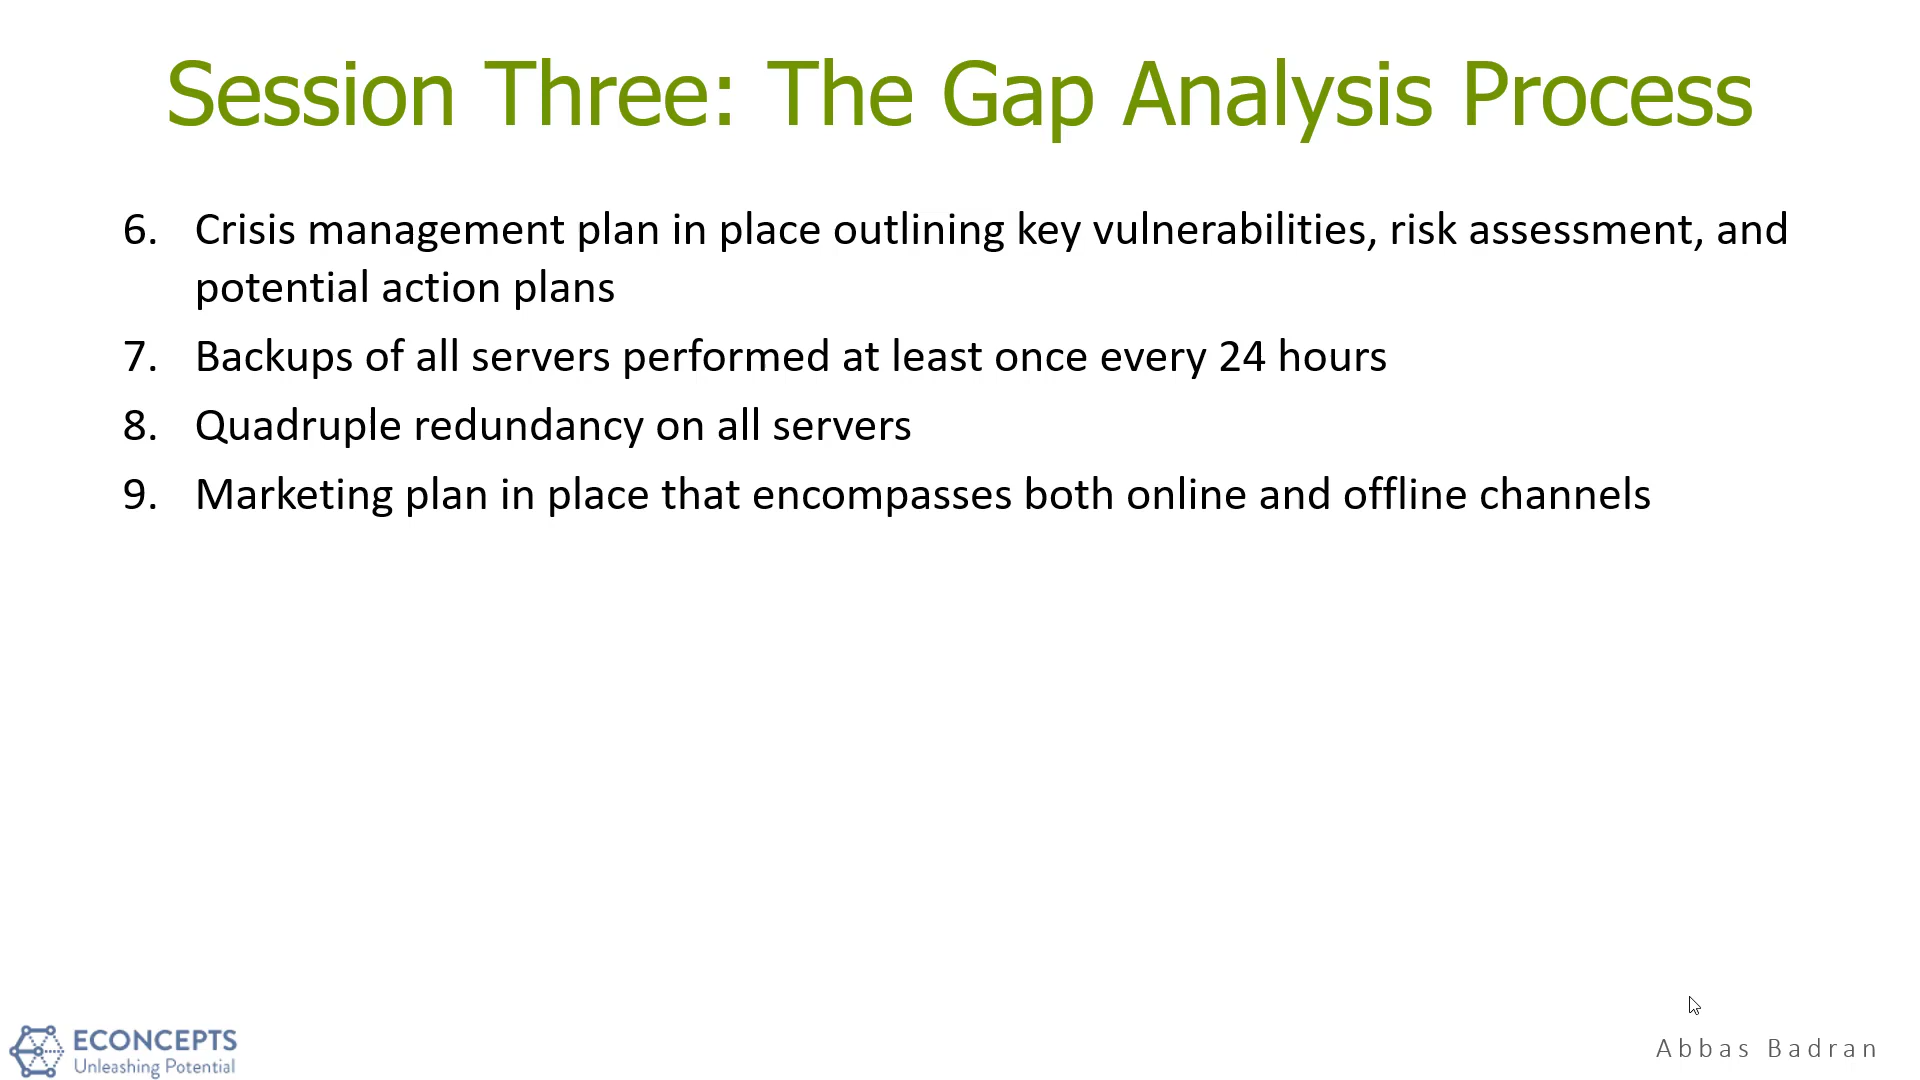 Session Three: The Gap Analysis Process
6. Crisis management plan in place outlining key vulnerabilities, risk assessment, and
potential action plans
7. Backups of all servers performed at least once every 24 hours
8. Quadruple redundancy on all servers
9. Marketing plan in place that encompasses both online and offline channels
ECONCEPTS
Unleashing Potential
Abbas Badran